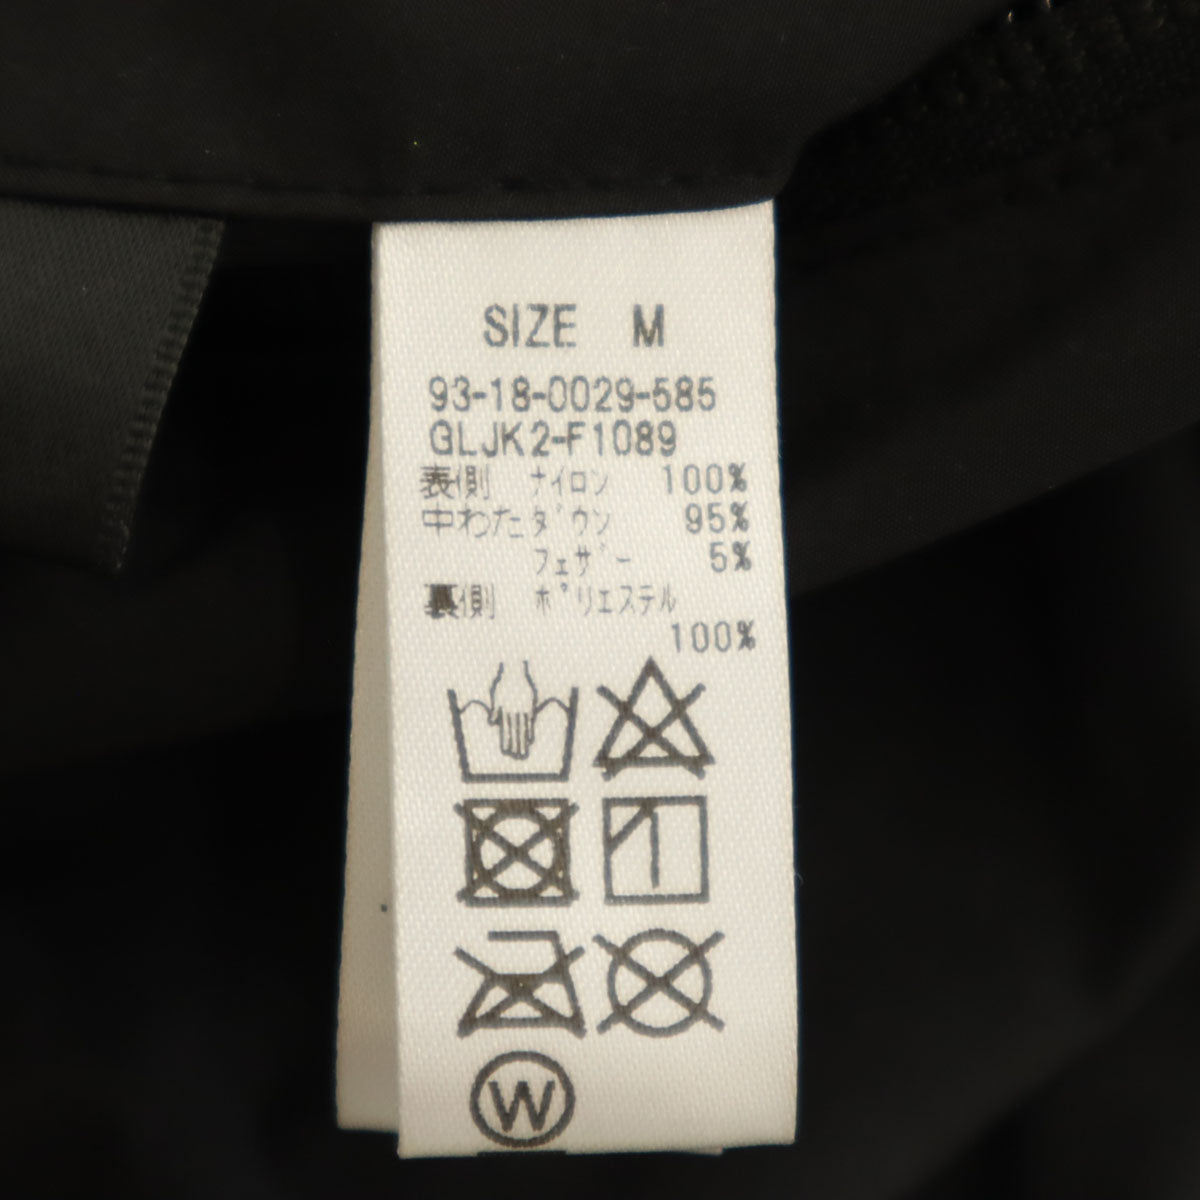 SIZE M
93-18-0029-585
GLJK2-F1089
表側 ナイロン 100%
中わた ダウン 95%
フェザー 5%
裏側 ポリエステル
100%
W